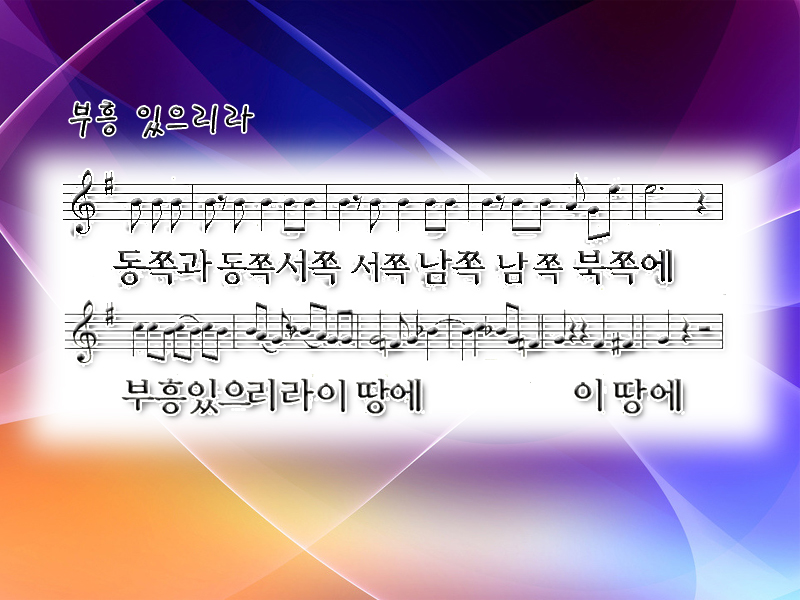 부흥 있으리라
동쪽과 동쪽서쪽 서쪽 남쪽 남쪽 북쪽에
부흥있으리라이 땅에 이 땅에